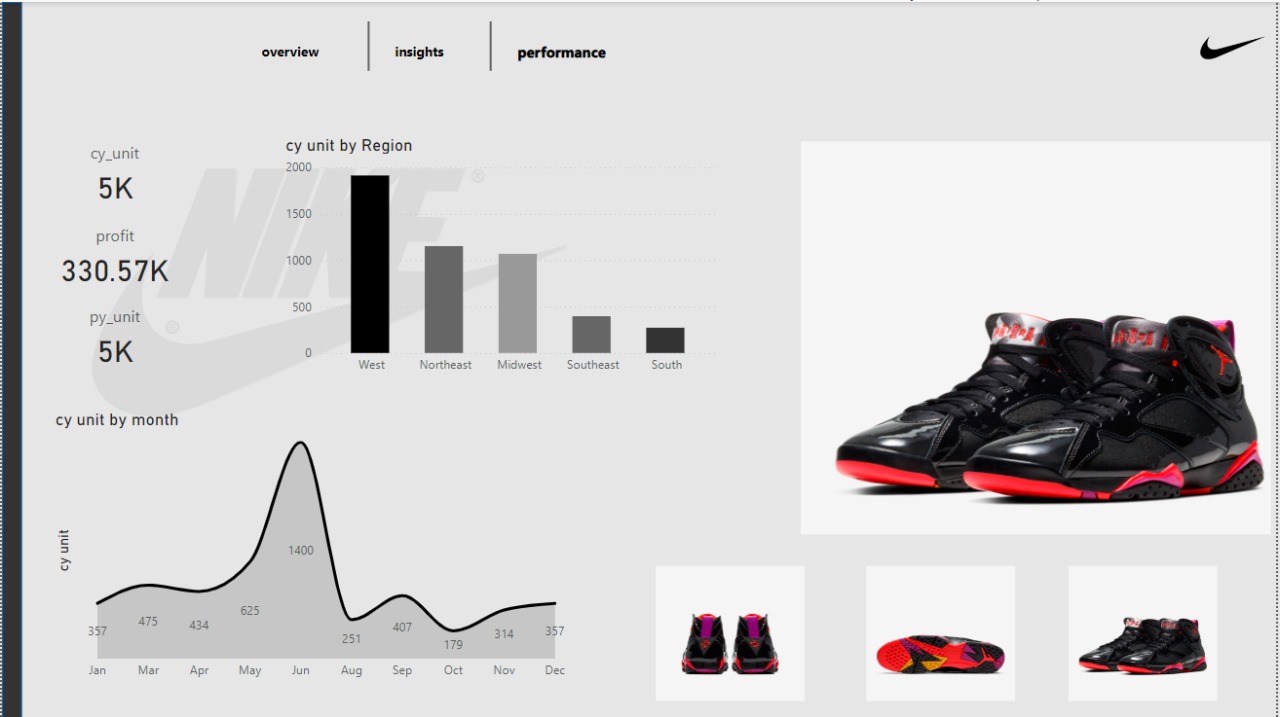 overview
insights
performance
cy_unit
5K
profit
330.57K
py_unit
5K
cy unit by Region
2000
1500
1000
500
0
West
Northeast
Midwest
Southeast
South
NIKE
®
®
cy unit by month
cy unit
357
475
434
625
1400
251
407
179
314
357
Jan
Mar
Apr
May
Jun
Aug
Sep
Oct
Nov
Dec